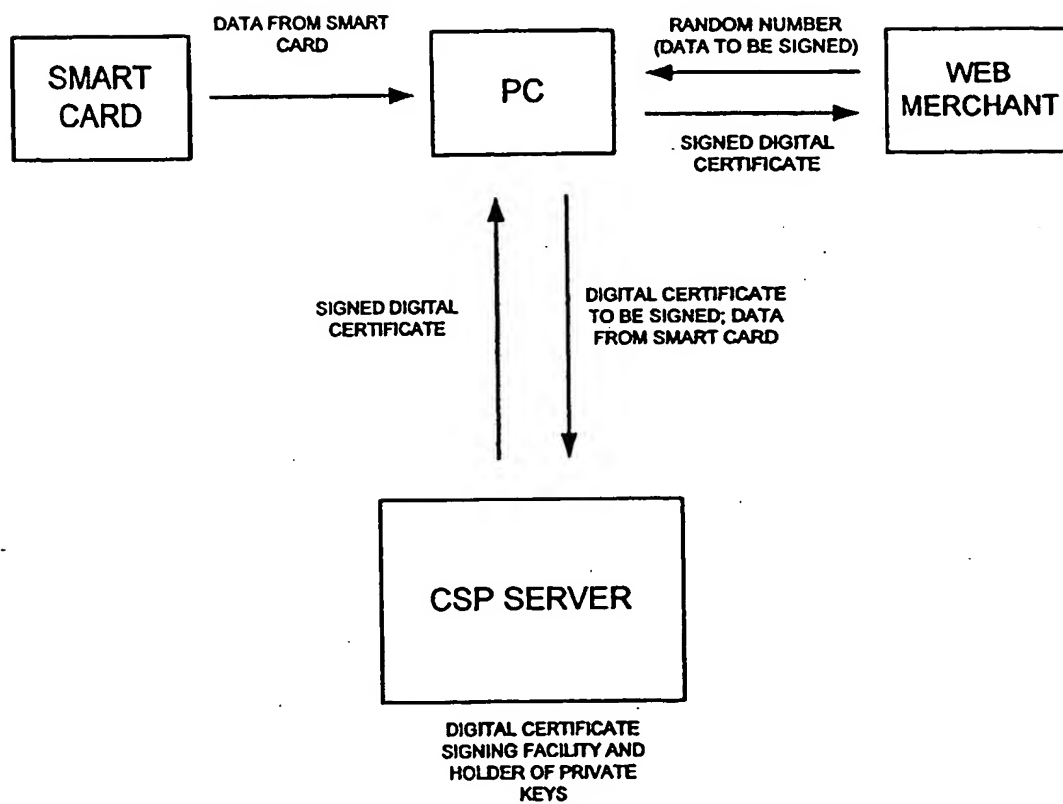 DATA FROM SMART
CARD
RANDOM NUMBER
(DATA TO BE SIGNED)
SMART
CARD
PC
WEB
MERCHANT
SIGNED DIGITAL
CERTIFICATE
SIGNED DIGITAL
CERTIFICATE
DIGITAL CERTIFICATE
TO BE SIGNED; DATA
FROM SMART CARD
CSP SERVER
DIGITAL CERTIFICATE
SIGNING FACILITY AND
HOLDER OF PRIVATE
KEYS